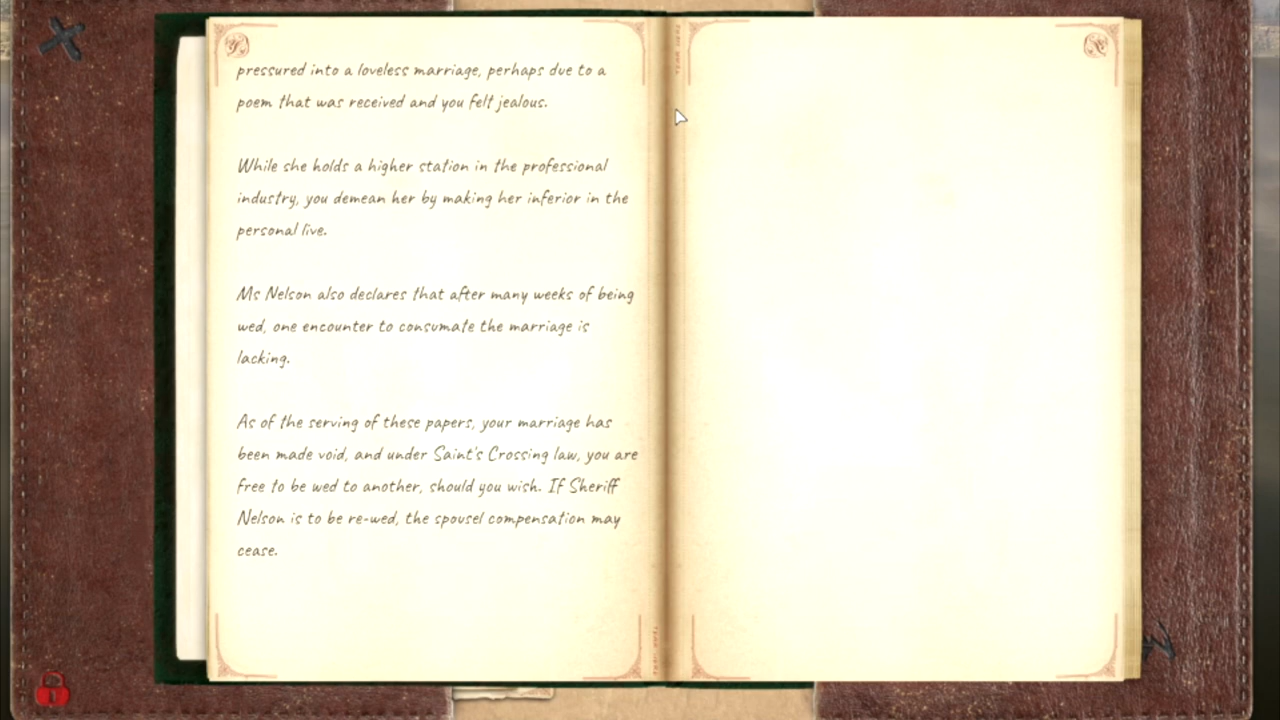 pressured into a loveless marriage, perhaps due to a
poem that was received and you felt jealous.
While she holds a higher station in the professional
industry, you demean her by making her inferior in the
personal live.
Ms Nelson also declares that after many weeks of being
wed, one encounter to consumate the marriage is
lacking.
As of the serving of these papers, your marriage has
been made void, and under Saint's Crossing law, you are
free to be wed to another, should you wish. If Sheriff
Nelson is to be re-wed, the spousel compensation may
cease.